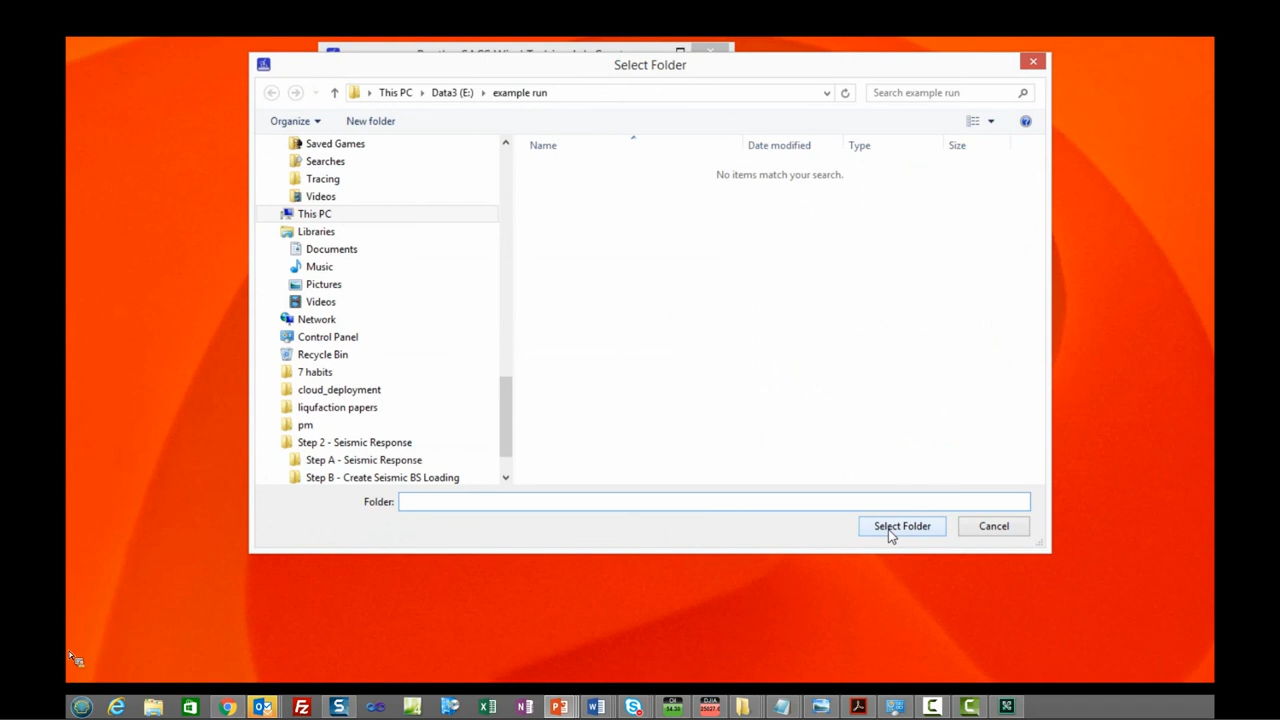 Select Folder
This PC
Data3 (E:)
example run
Search example run
Organize
New folder
Saved Games
Searches
Tracing
Videos
This PC
Libraries
Documents
Music
Pictures
Videos
Network
Control Panel
Recycle Bin
7 habits
cloud_deployment
liqufaction papers
pm
Step 2 - Seismic Response
Step A - Seismic Response
Step B - Create Seismic BS Loading
Name
Date modified
Type
Size
No items match your search.
Folder:
Select Folder
Cancel